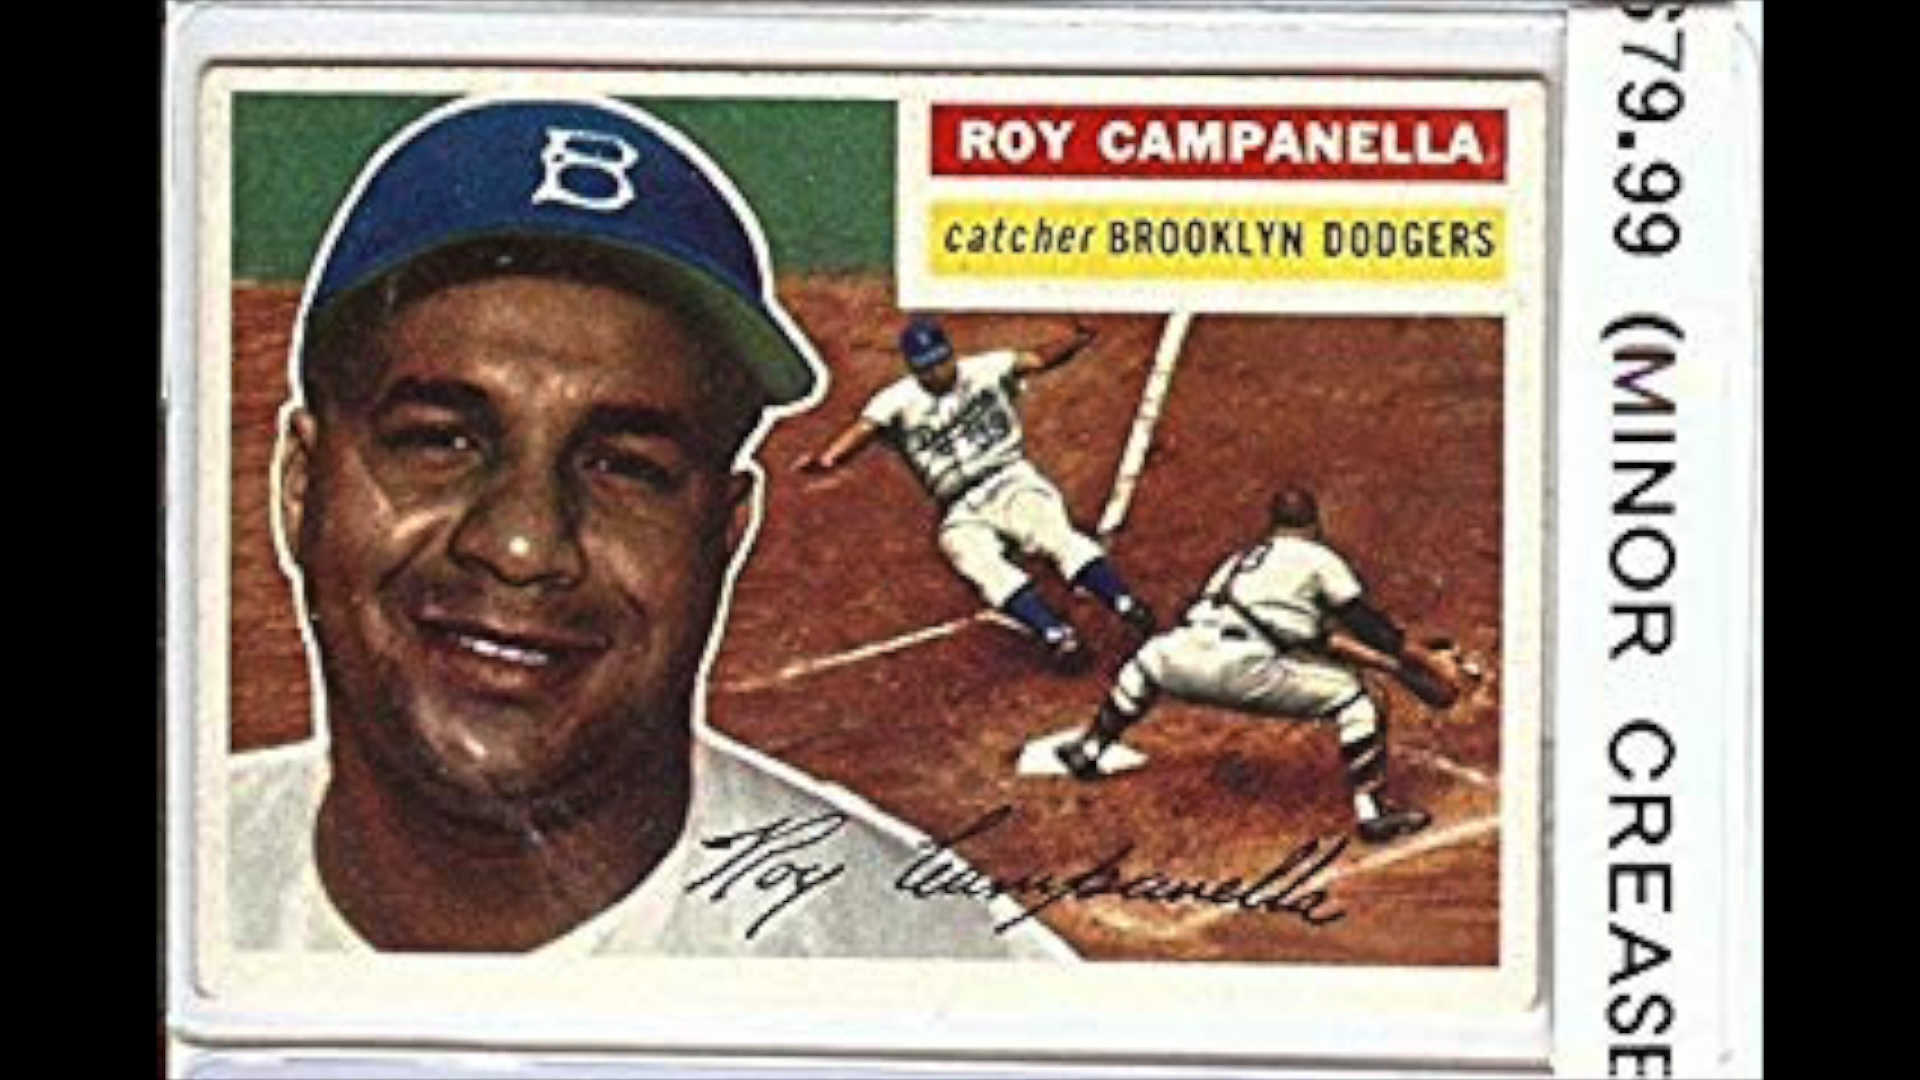 B
ROY CAMPANELLA
catcher BROOKLYN DODGERS
Roy Campanella
$79.99 (MINOR CREASE